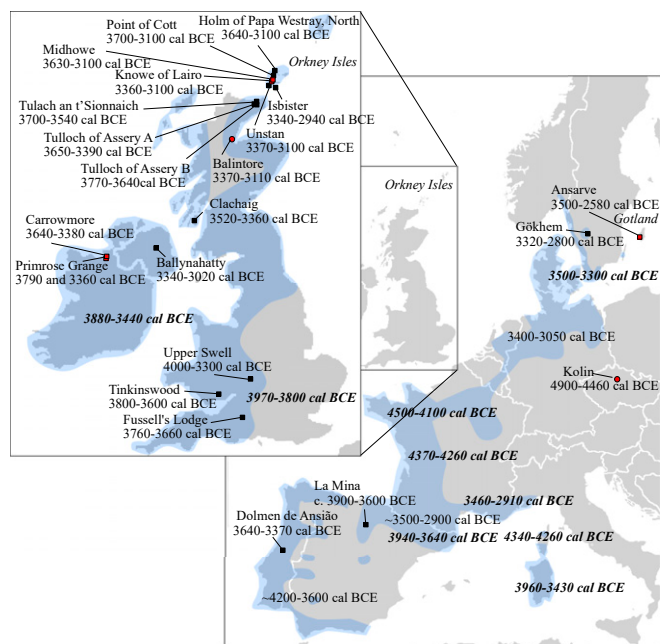 Holm of Papa Westray, North
3640-3100 cal BCE
Point of Cott
3700-3100 cal BCE
Midhowe
3630-3100 cal BCE
Orkney Isles
Knowe of Lairo
3360-3100 cal BCE
Tulach an t'Sionnaich
3700-3540 cal BCE
Isbister
3340-2940 cal BCE
Tulloch of Assery A
3650-3390 cal BCE
Unstan
3370-3100 cal BCE
Tulloch of Assery B
3770-3640cal BCE
Balintore
3370-3110 cal BCE
Clachaig
3520-3360 cal BCE
Carrowmore
3640-3380 cal BCE
Primrose Grange
3790 and 3360 cal BCE
Ballynahatty
3340-3020 cal BCE
3880-3440 cal BCE
Upper Swell
4000-3300 cal BCE
Tinkinswood
3800-3600 cal BCE
3970-3800 cal BCE
Fussell's Lodge
3760-3660 cal BCE
Orkney Isles
Ansarve
3500-2580 cal BCE
Gotland
Gökhem
3320-2800 cal BCE
3500-3300 cal BCE
3400-3050 cal BCE
Kolin
4900-4460 cal BCE
4500-4100 cal BCE
4370-4260 cal BCE
La Mina
c. 3900-3600 BCE
3460-2910 cal BCE
~3500-2900 cal BCE
Dolmen de Ansião
3640-3370 cal BCE
3940-3640 cal BCE
4340-4260 cal BCE
3960-3430 cal BCE
~4200-3600 cal BCE